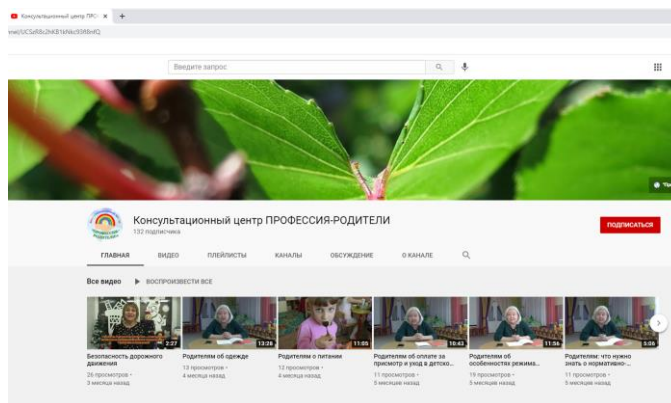 Консультационный центр ПРОФ
Введите запрос
Консультационный центр ПРОФЕССИЯ-РОДИТЕЛИ
132 подписчика
ПОДПИСАТЬСЯ
ГЛАВНАЯ ВИДЕО ПЛЕЙЛИСТЫ КАНАЛЫ ОБСУЖДЕНИЕ О КАНАЛЕ
Все видео ВОСПРОИЗВЕСТИ ВСЕ
2:27 13:26 11:05 10:43 11:56 5:06
Безопасность дорожного движения
26 просмотров •
3 месяца назад
Родителям об одежде
13 просмотров •
4 месяца назад
Родителям о питании
12 просмотров •
4 месяца назад
Родителям об оплате за
присмотр и уход в детско...
11 просмотров •
5 месяцев назад
Родителям об
особенностях режима...
19 просмотров •
5 месяцев назад
Родителям: что нужно
знать о нормативно-...
11 просмотров •
5 месяцев назад